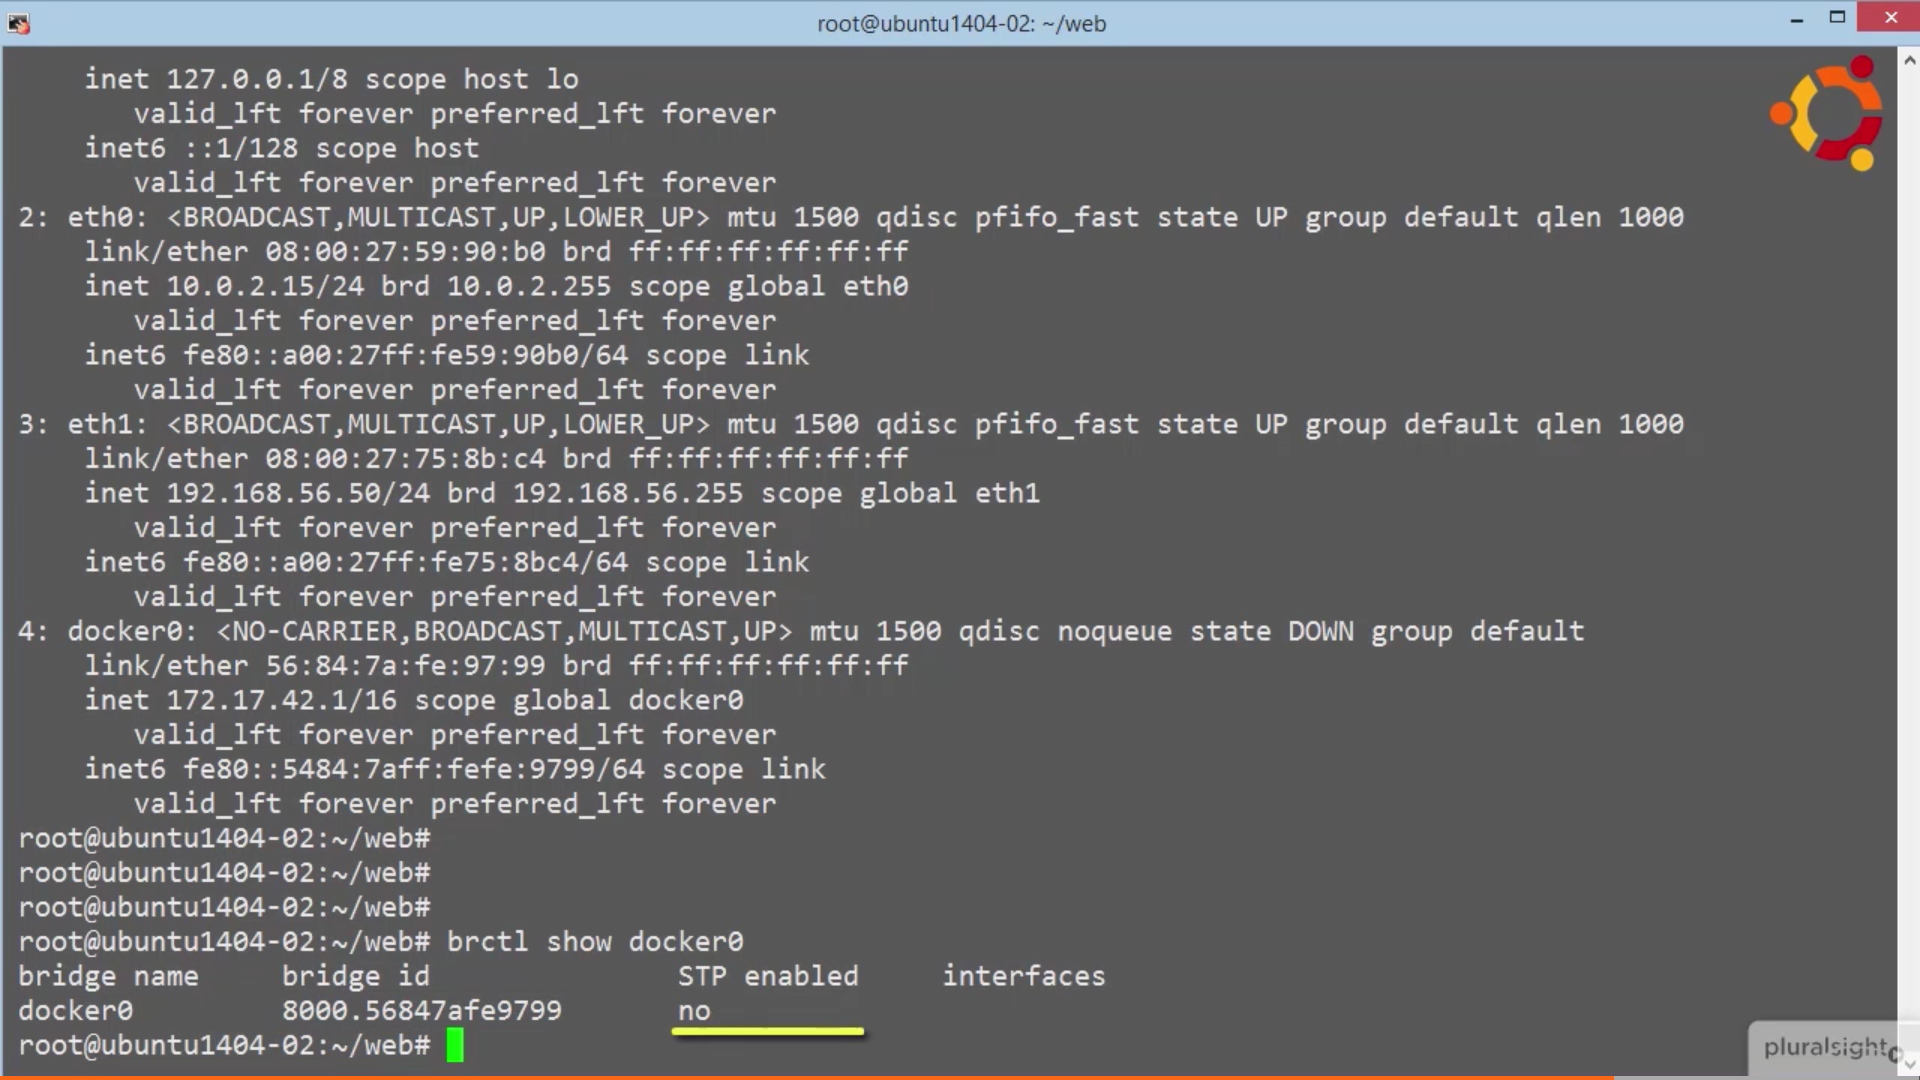 root@ubuntu1404-02: ~/web
inet 127.0.0.1/8 scope host lo
valid_lft forever preferred_lft forever
inet6 ::1/128 scope host
valid_lft forever preferred_lft forever
2: eth0: <BROADCAST,MULTICAST,UP,LOWER_UP> mtu 1500 qdisc pfifo_fast state UP group default qlen 1000
link/ether 08:00:27:59:90:b0 brd ff:ff:ff:ff:ff:ff
inet 10.0.2.15/24 brd 10.0.2.255 scope global eth0
valid_lft forever preferred_lft forever
inet6 fe80::a00:27ff:fe59:90b0/64 scope link
valid_lft forever preferred_lft forever
3: eth1: <BROADCAST,MULTICAST,UP,LOWER_UP> mtu 1500 qdisc pfifo_fast state UP group default qlen 1000
link/ether 08:00:27:75:8b:c4 brd ff:ff:ff:ff:ff:ff
inet 192.168.56.50/24 brd 192.168.56.255 scope global eth1
valid_lft forever preferred_lft forever
inet6 fe80::a00:27ff:fe75:8bc4/64 scope link
valid_lft forever preferred_lft forever
4: docker0: <NO-CARRIER,BROADCAST,MULTICAST,UP> mtu 1500 qdisc noqueue state DOWN group default
link/ether 56:84:7a:fe:97:99 brd ff:ff:ff:ff:ff:ff
inet 172.17.42.1/16 scope global docker0
valid_lft forever preferred_lft forever
inet6 fe80::5484:7aff:fefe:9799/64 scope link
valid_lft forever preferred_lft forever
root@ubuntu1404-02:~/web#
root@ubuntu1404-02:~/web#
root@ubuntu1404-02:~/web#
root@ubuntu1404-02:~/web# brctl show docker0
bridge name bridge id STP enabled interfaces
docker0 8000.56847afe9799 no
root@ubuntu1404-02:~/web#
pluralsight